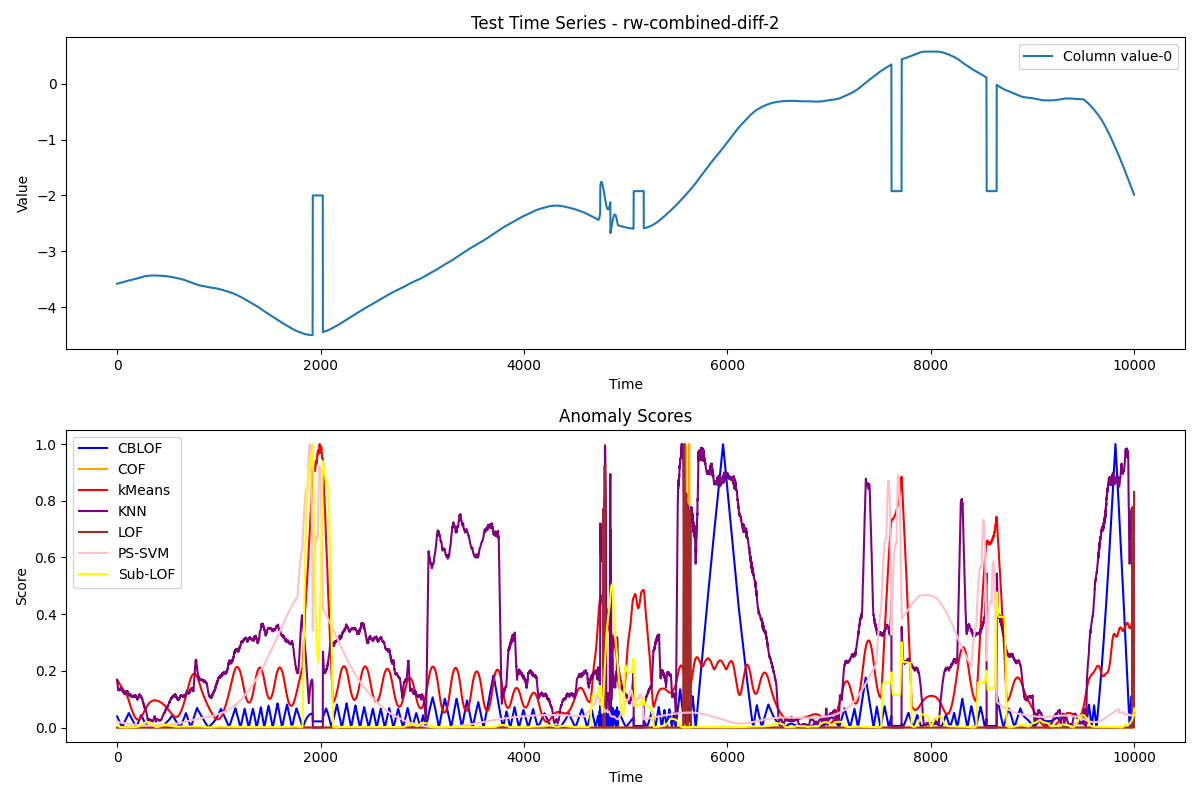 Test Time Series - rw-combined-diff-2
Column value-0
Value
0
−1
−2
−3
−4
0 2000 4000 6000 8000 10000
Time
Anomaly Scores
CBLOF
COF
kMeans
KNN
LOF
PS-SVM
Sub-LOF
Score
1.0
0.8
0.6
0.4
0.2
0.0
0 2000 4000 6000 8000 10000
Time